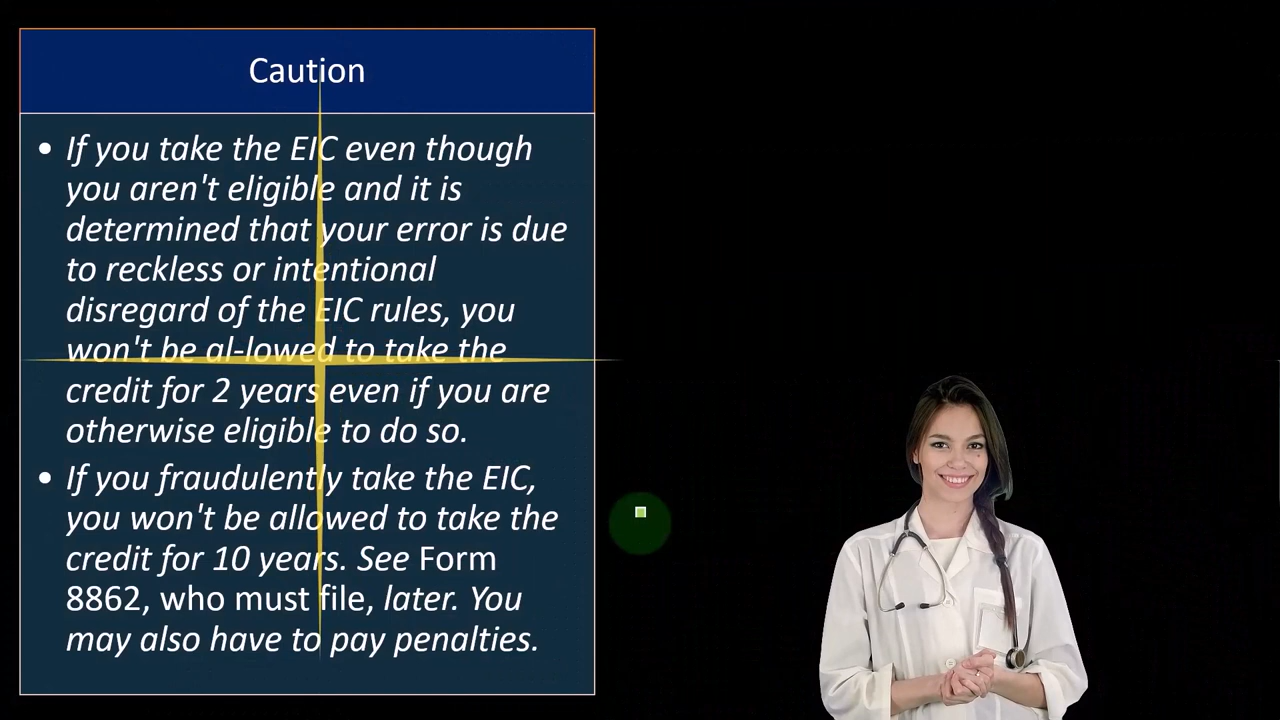 Caution
• If you take the EIC even though
you aren't eligible and it is
determined that your error is due
to reckless or intentional
disregard of the EIC rules, you
won't be al-lowed to take the
credit for 2 years even if you are
otherwise eligible to do so.
• If you fraudulently take the EIC,
you won't be allowed to take the
credit for 10 years. See Form
8862, who must file, later. You
may also have to pay penalties.